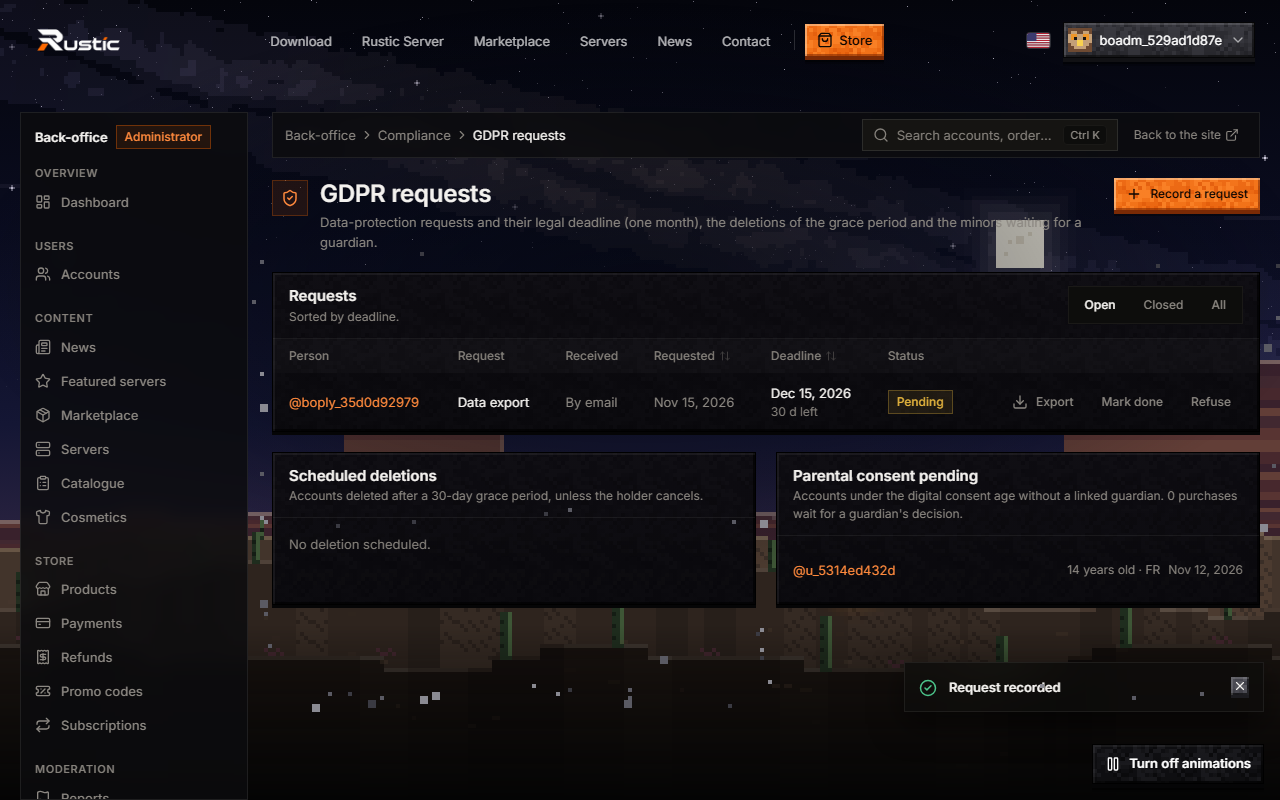 Rustic
Download
Rustic Server
Marketplace
Servers
News
Contact
Store
boadm_529ad1d87e
Back-office
Administrator
OVERVIEW
Dashboard
USERS
Accounts
CONTENT
News
Featured servers
Marketplace
Servers
Catalogue
Cosmetics
STORE
Products
Payments
Refunds
Promo codes
Subscriptions
MODERATION
Reports
Back-office > Compliance > GDPR requests
Search accounts, order...
Ctrl K
Back to the site
GDPR requests
Data-protection requests and their legal deadline (one month), the deletions of the grace period and the minors waiting for a
guardian.
Record a request
Requests
Sorted by deadline.
Open
Closed
All
Person
Request
Received
Requested
Deadline
Status
@boply_35d0d92979
Data export
By email
Nov 15, 2026
Dec 15, 2026
30 d left
Pending
Export
Mark done
Refuse
Scheduled deletions
Accounts deleted after a 30-day grace period, unless the holder cancels.
No deletion scheduled.
Parental consent pending
Accounts under the digital consent age without a linked guardian. 0 purchases
wait for a guardian's decision.
@u_5314ed432d
14 years old · FR
Nov 12, 2026
Request recorded
Turn off animations